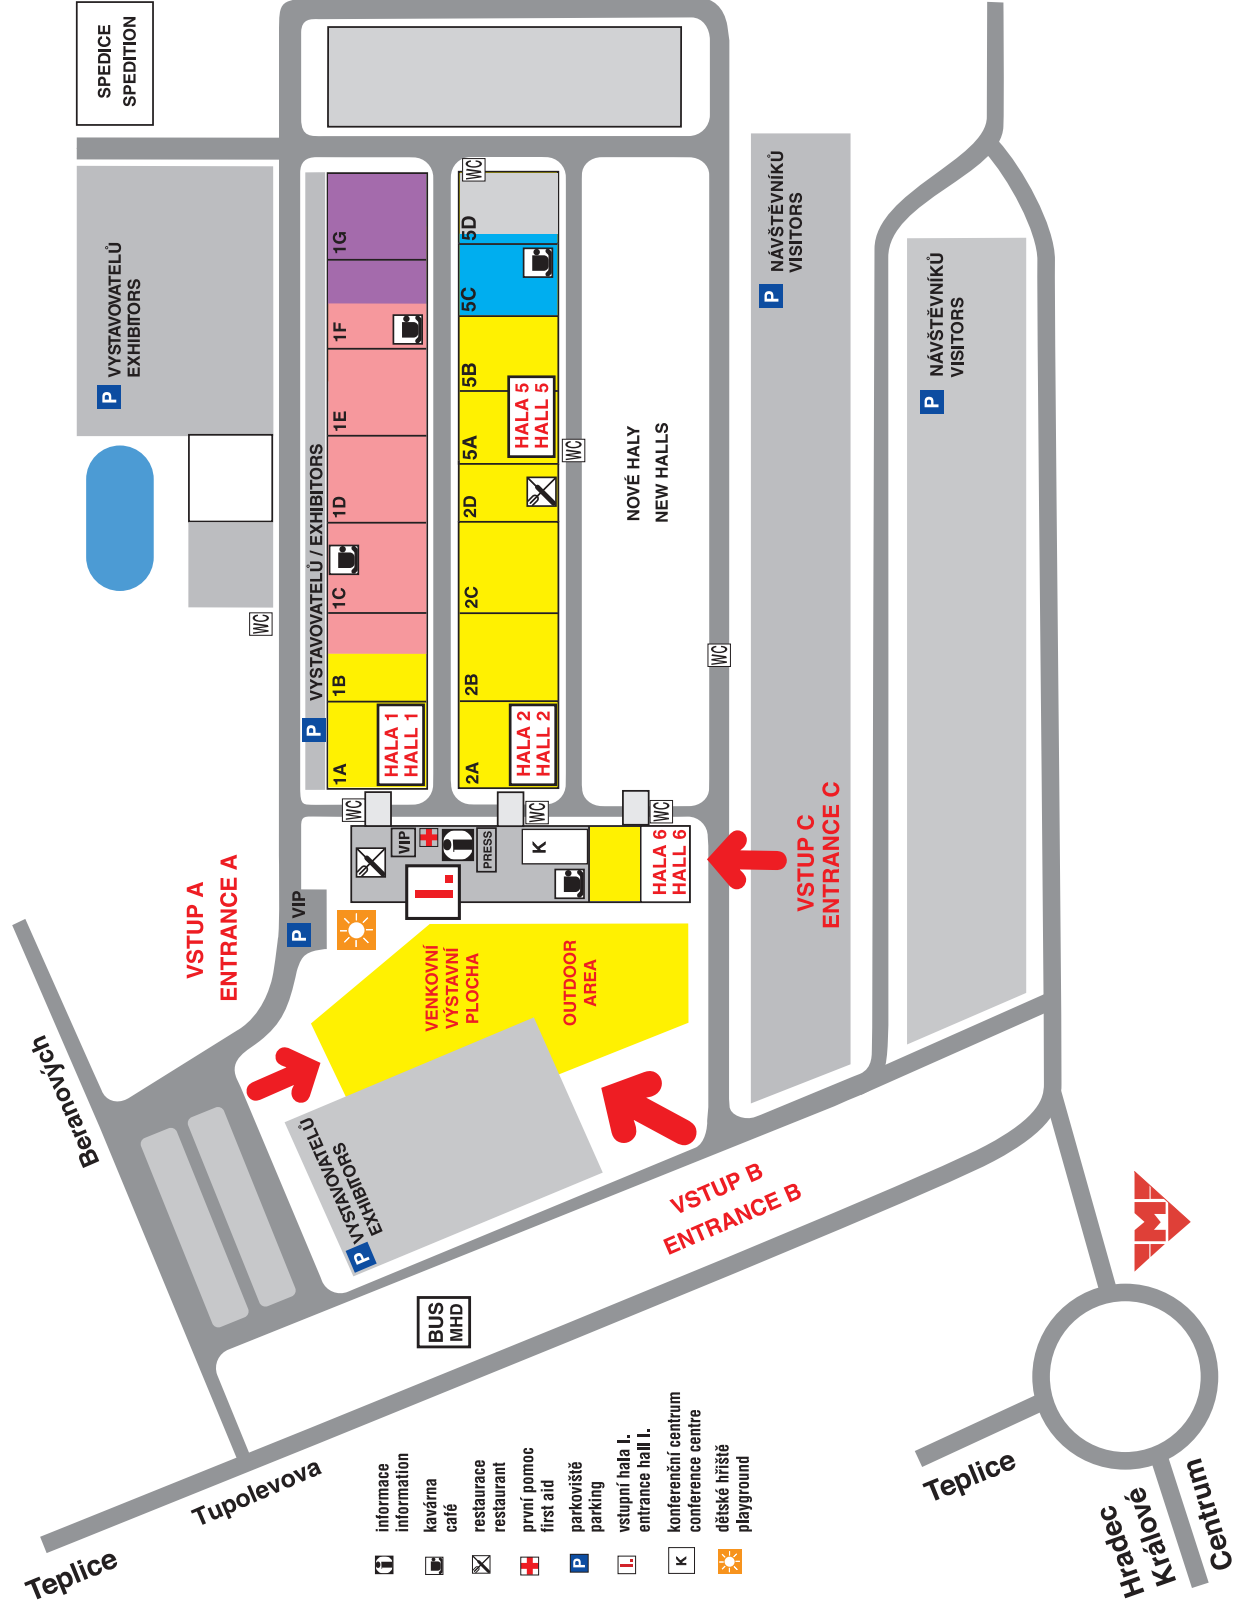 SPEDICE
SPEDITION
P
VYSTAVOVATELŮ
EXHIBITORS
WC
P
VYSTAVOVATELŮ / EXHIBITORS
1A
1B
1C
1D
1E
1F
1G
HALA 1
HALL 1
2A
2B
2C
2D
5A
5B
5C
5D
WC
HALA 2
HALL 2
HALA 5
HALL 5
WC
NOVÉ HALY
NEW HALLS
WC
P
NÁVŠTĚVNÍKŮ
VISITORS
P
NÁVŠTĚVNÍKŮ
VISITORS
WC
WC
WC
VIP
i
PRESS
I.
K
HALA 6
HALL 6
VSTUP A
ENTRANCE A
P
VIP
VENKOVNÍ
VÝSTAVNÍ
PLOCHA
OUTDOOR
AREA
VSTUP C
ENTRANCE C
VSTUP B
ENTRANCE B
P
VYSTAVOVATELŮ
EXHIBITORS
BUS
MHD
Beranových
Tupolevova
Teplice
Teplice
Hradec
Králové
Centrum
M
i
informace
information
kavárna
café
restaurace
restaurant
první pomoc
first aid
P
parkoviště
parking
I.
vstupní hala I.
entrance hall I.
K
konferenční centrum
conference centre
dětské hřiště
playground